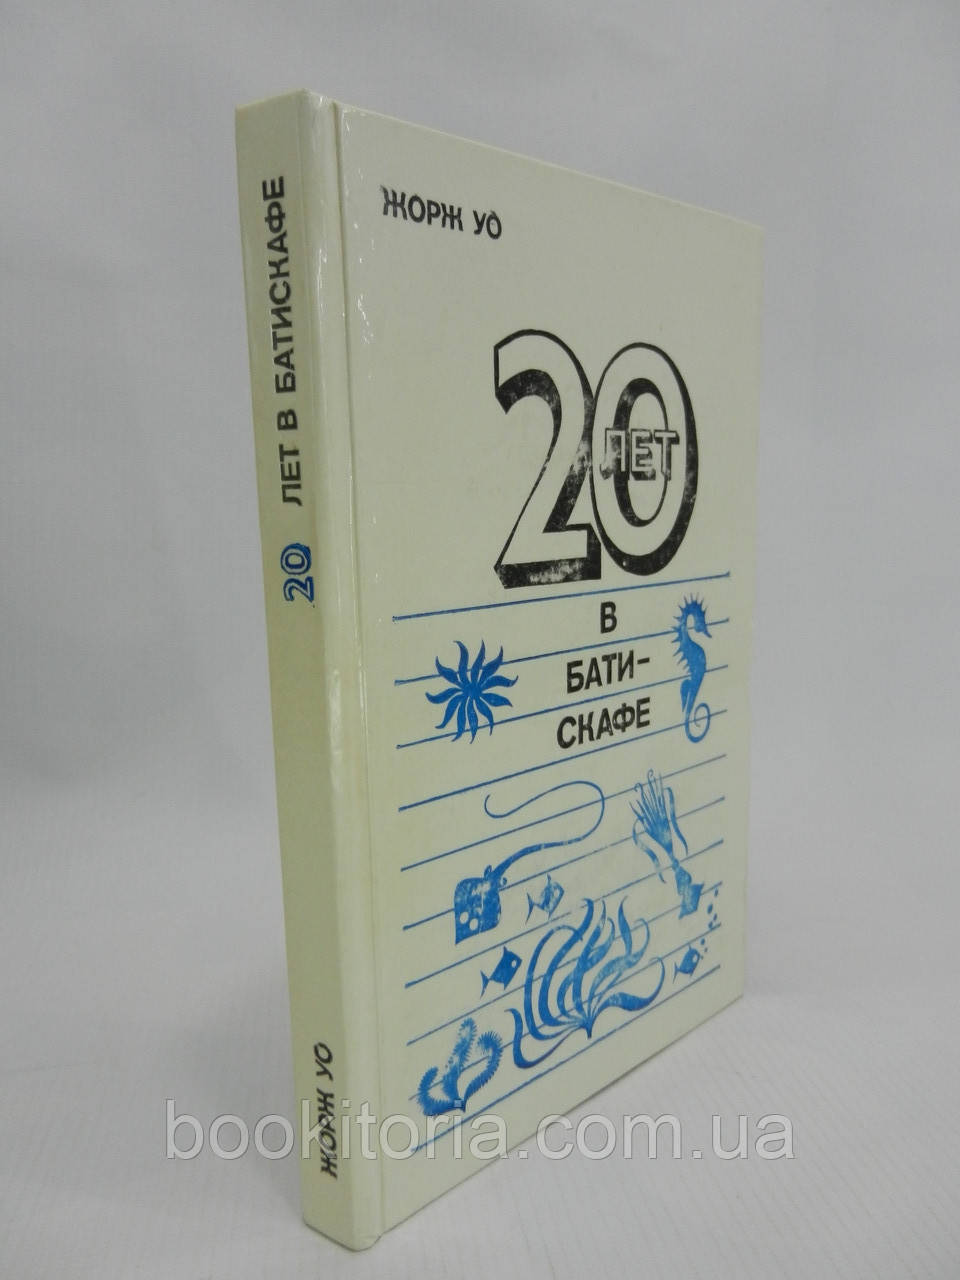 ЖОРЖ УО
20
ЛЕТ
В
БАТИ-
СКАФЕ
20 ЛЕТ В БАТИСКАФЕ
ЖОРЖ УО
bookitoria.com.ua